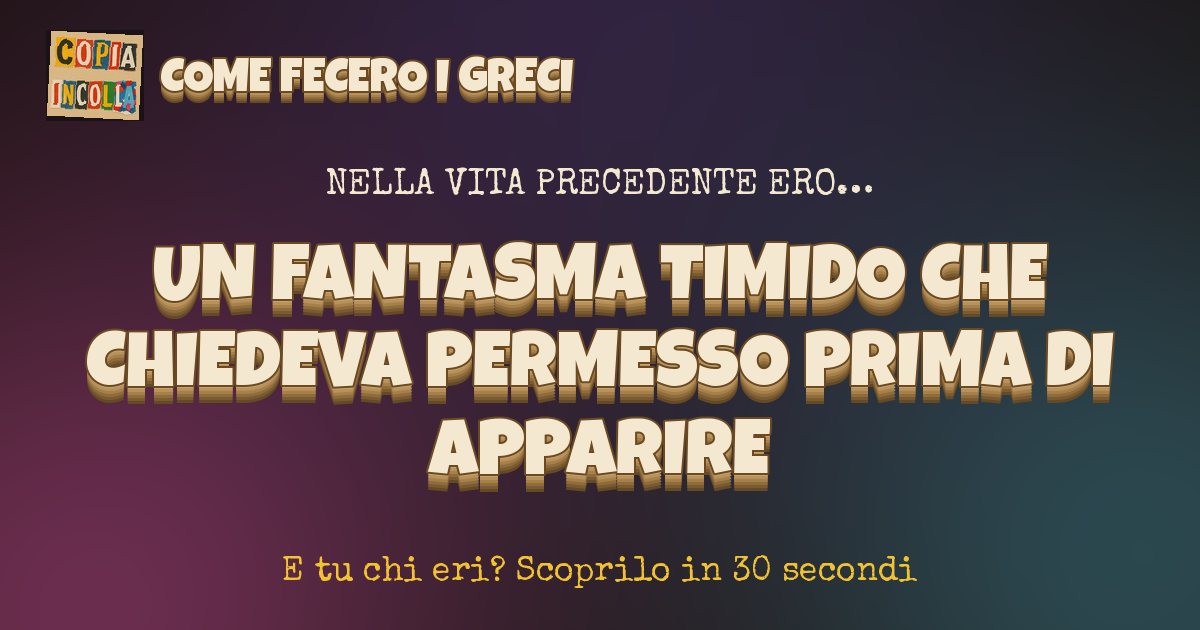 COPIA
INCOLLA
COME FECERO I GRECI
NELLA VITA PRECEDENTE ERO...
UN FANTASMA TIMIDO CHE
CHIEDEVA PERMESSO PRIMA DI
APPARIRE
E tu chi eri? Scoprilo in 30 secondi